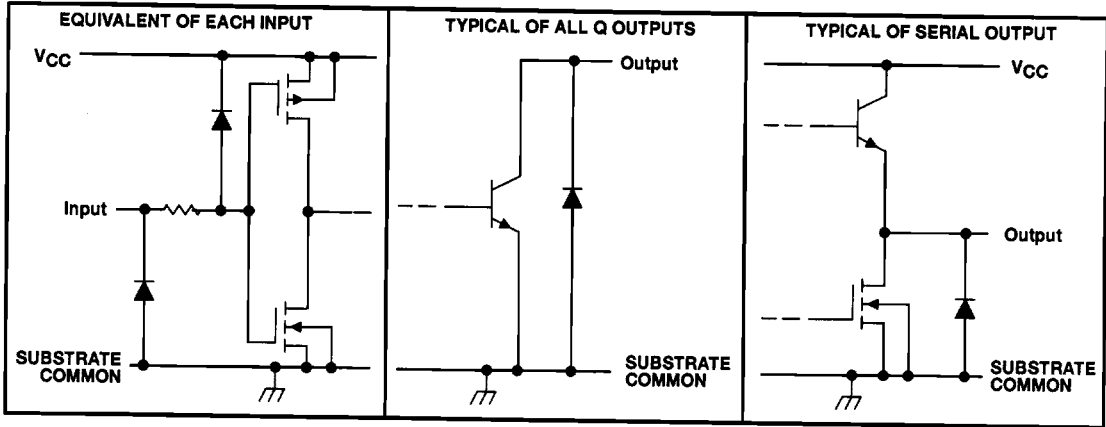 EQUIVALENT OF EACH INPUT
VCC
Input
SUBSTRATE
COMMON
TYPICAL OF ALL Q OUTPUTS
Output
SUBSTRATE
COMMON
TYPICAL OF SERIAL OUTPUT
VCC
Output
SUBSTRATE
COMMON